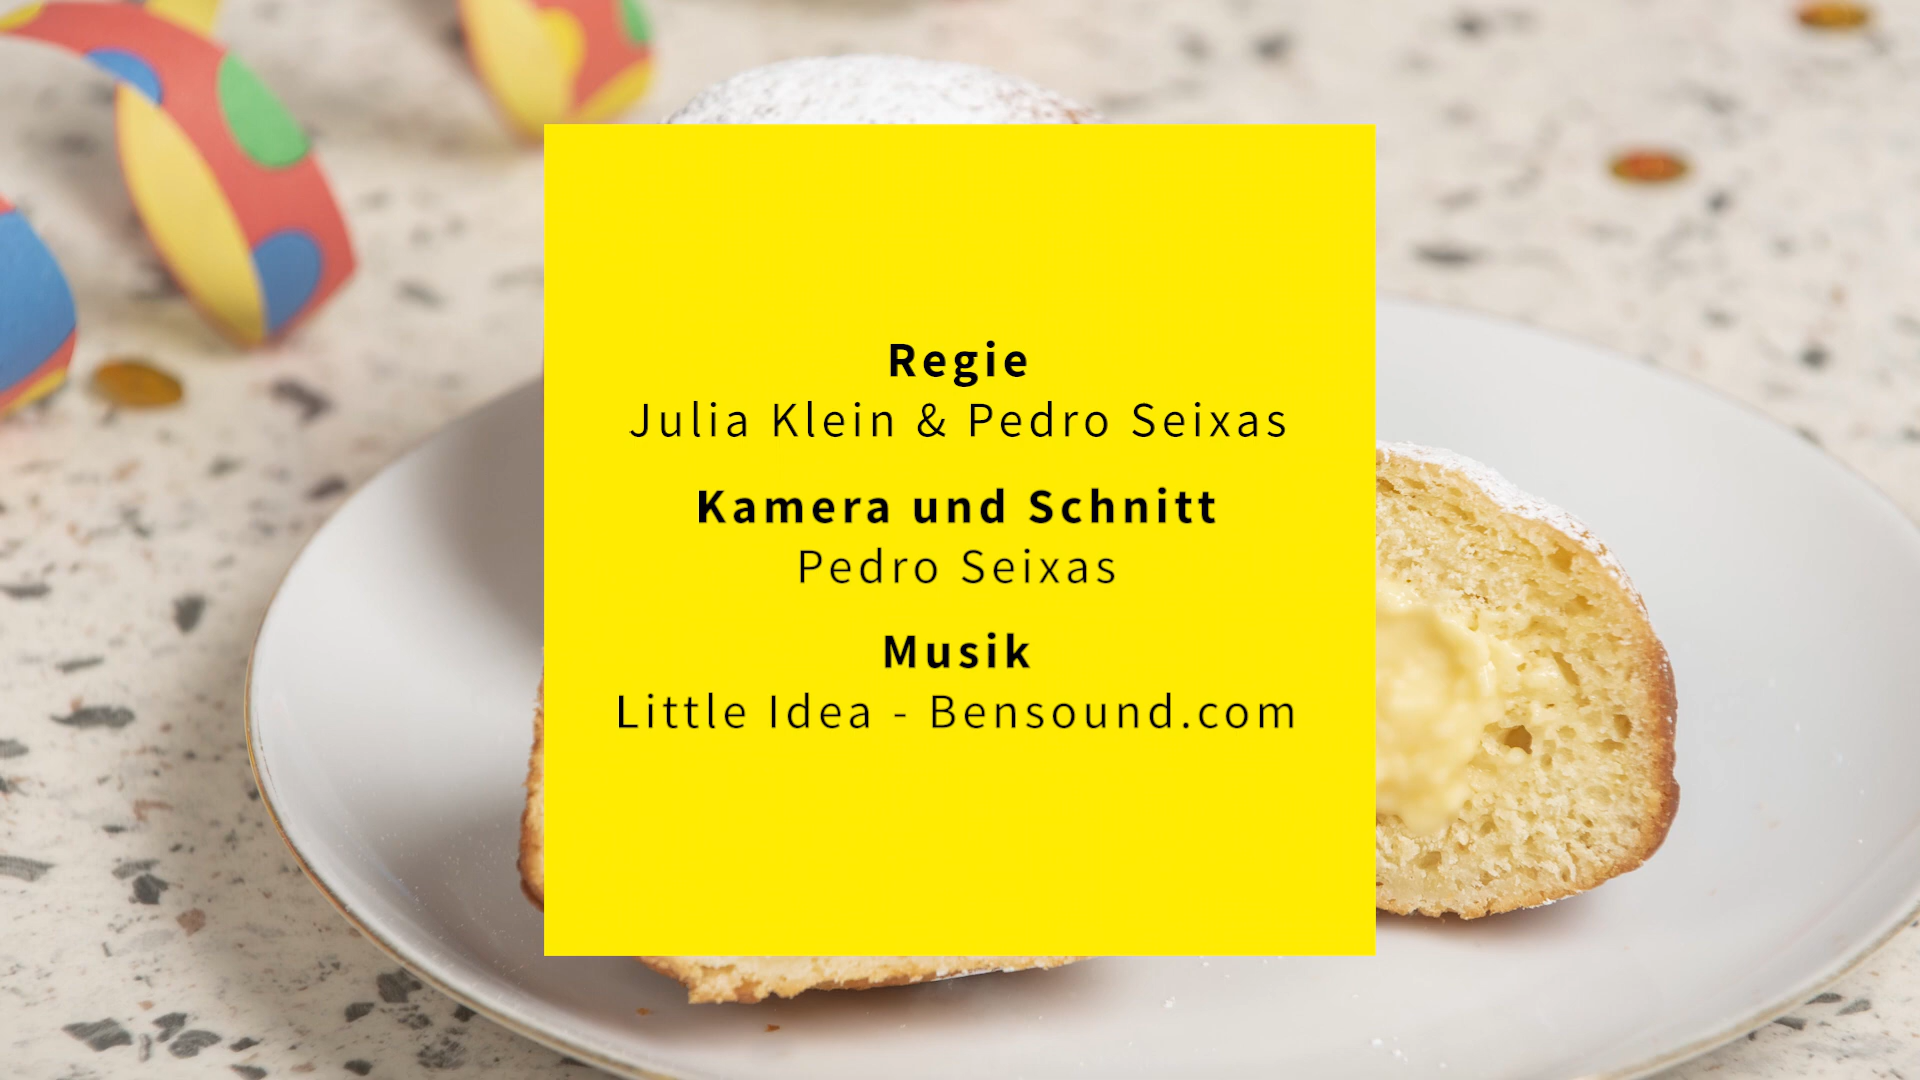 Regie
Julia Klein & Pedro Seixas
Kamera und Schnitt
Pedro Seixas
Musik
Little Idea - Bensound.com